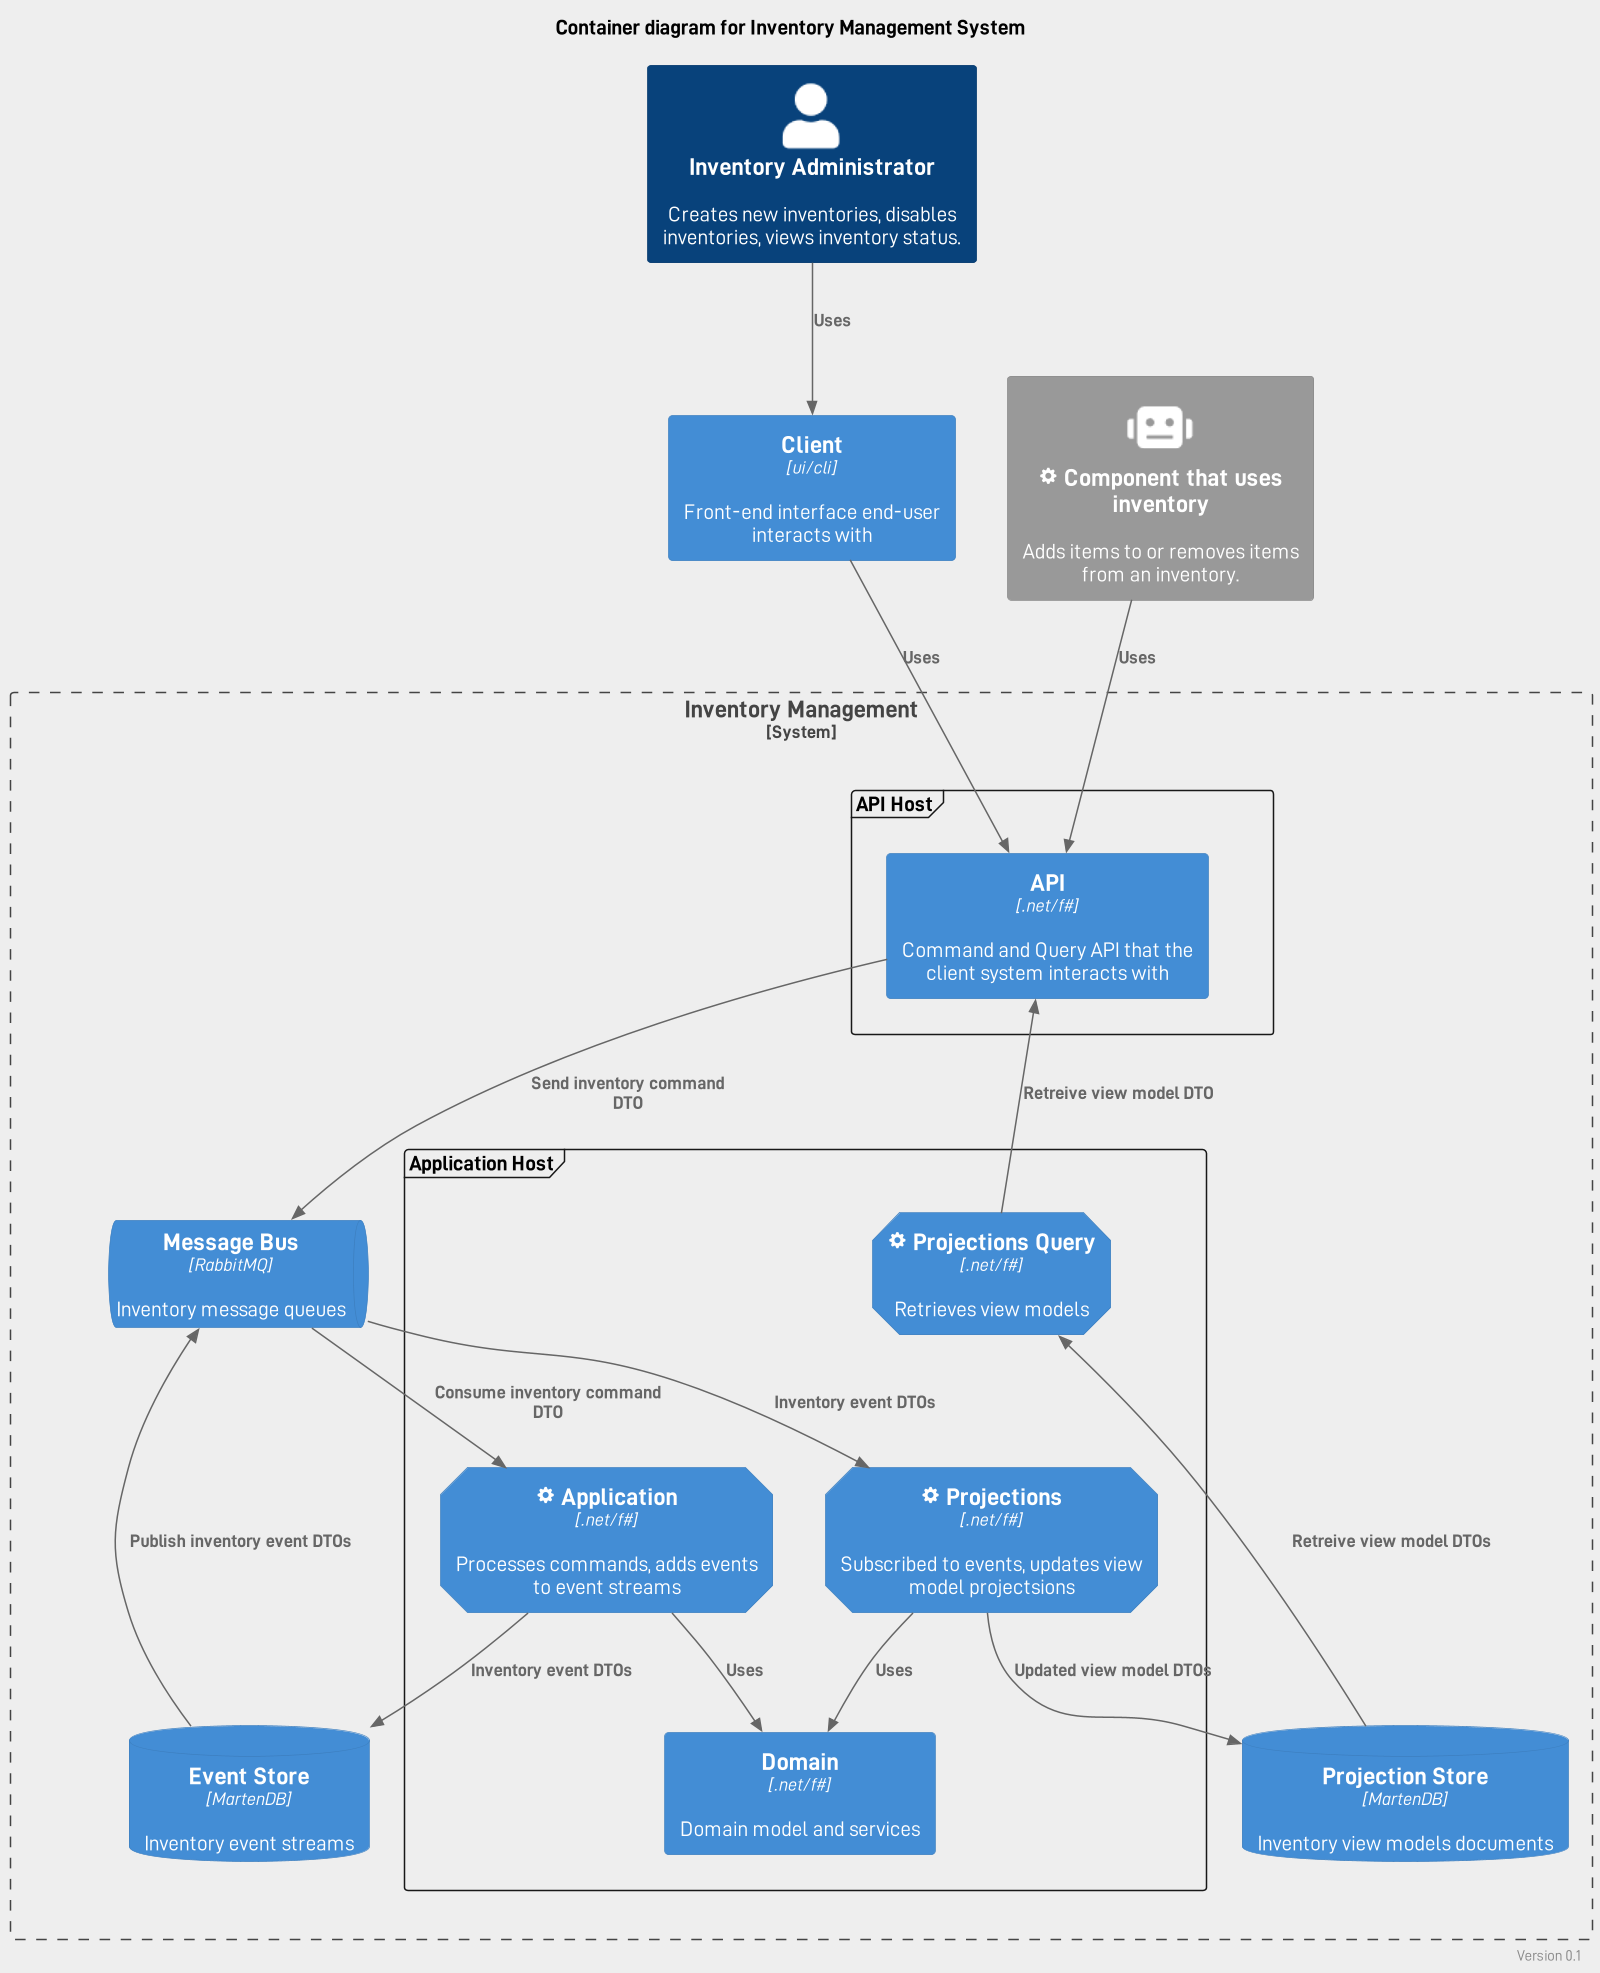 Container diagram for Inventory Management System
Inventory Administrator
Creates new inventories, disables
inventories, views inventory status.
Uses
Client
[ui/cli]
Front-end interface end-user
interacts with
Component that uses
inventory
Adds items to or removes items
from an inventory.
Uses
Uses
Inventory Management
[System]
API Host
API
[.net/f#]
Command and Query API that the
client system interacts with
Send inventory command
DTO
Retreive view model DTO
Application Host
Message Bus
[RabbitMQ]
Inventory message queues
Projections Query
[.net/f#]
Retrieves view models
Consume inventory command
DTO
Inventory event DTOs
Application
[.net/f#]
Processes commands, adds events
to event streams
Projections
[.net/f#]
Subscribed to events, updates view
model projectsions
Publish inventory event DTOs
Retreive view model DTOs
Inventory event DTOs
Uses
Uses
Updated view model DTOs
Event Store
[MartenDB]
Inventory event streams
Domain
[.net/f#]
Domain model and services
Projection Store
[MartenDB]
Inventory view models documents
Version 0.1